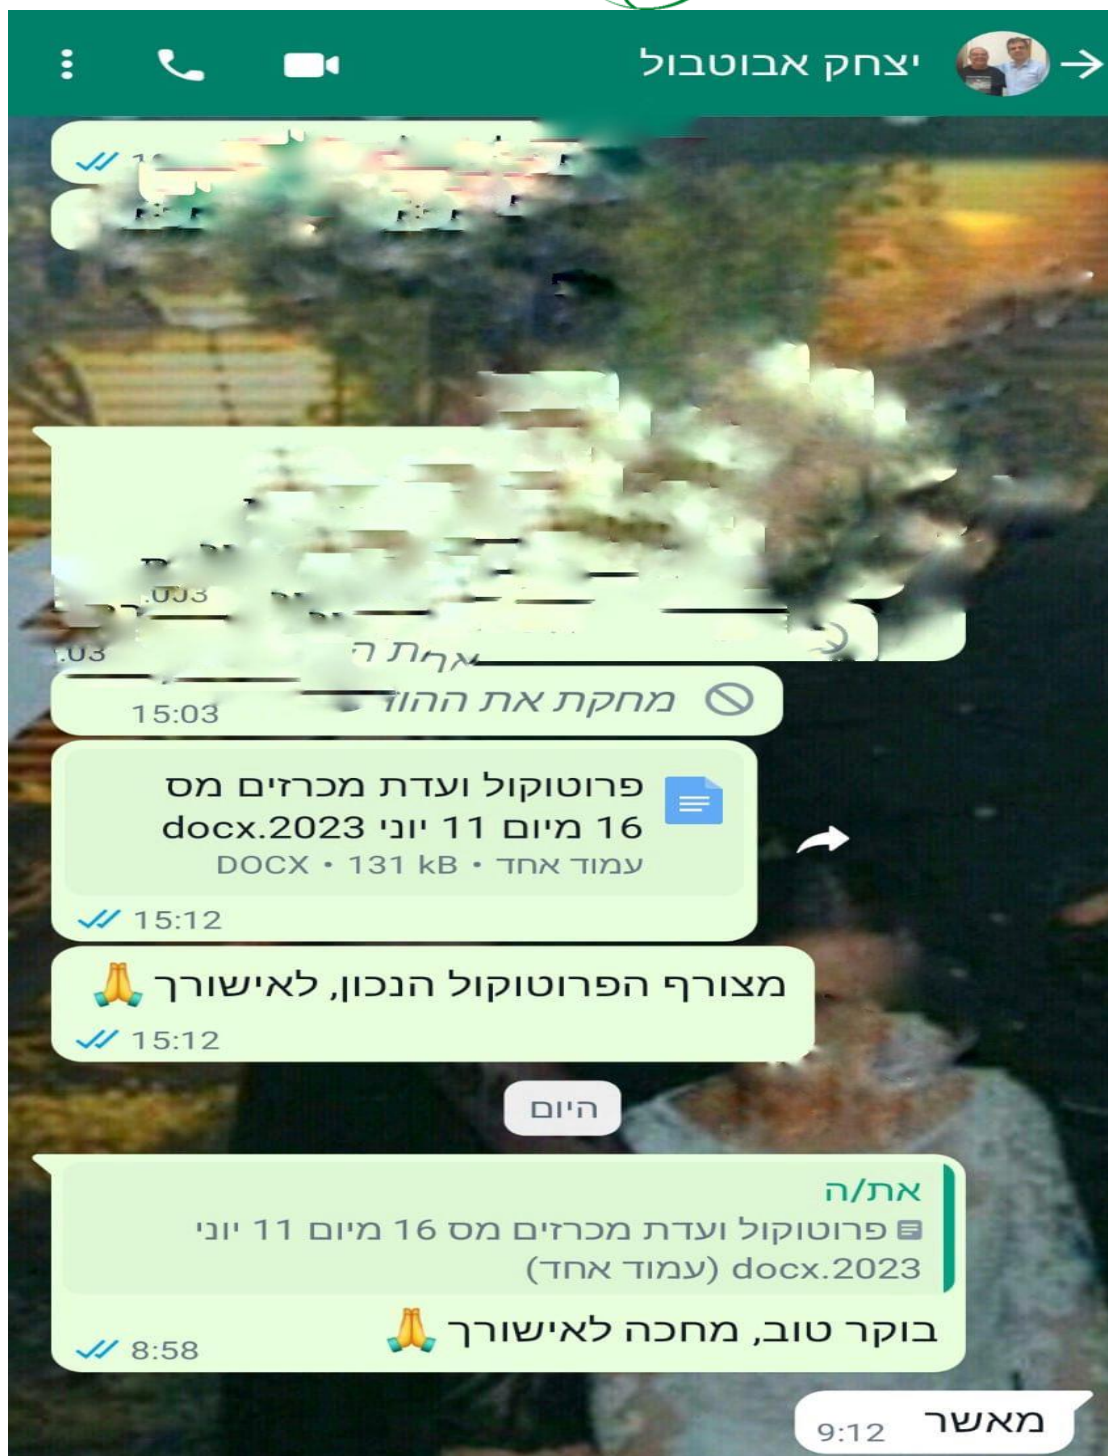 יצחק אבוטבול
מחקת את
15:03
פרוטוקול ועדת מכרזים מס
16 מיום 11 יוני 2023.docx
עמוד אחד • 131 kB • DOCX
15:12
מצורף הפרוטוקול הנכון, לאישורך 🙏
15:12
היום
את/ה
פרוטוקול ועדת מכרזים מס 16 מיום 11 יוני
2023.docx (עמוד אחד)
בוקר טוב, מחכה לאישורך 🙏
8:58
מאשר
9:12